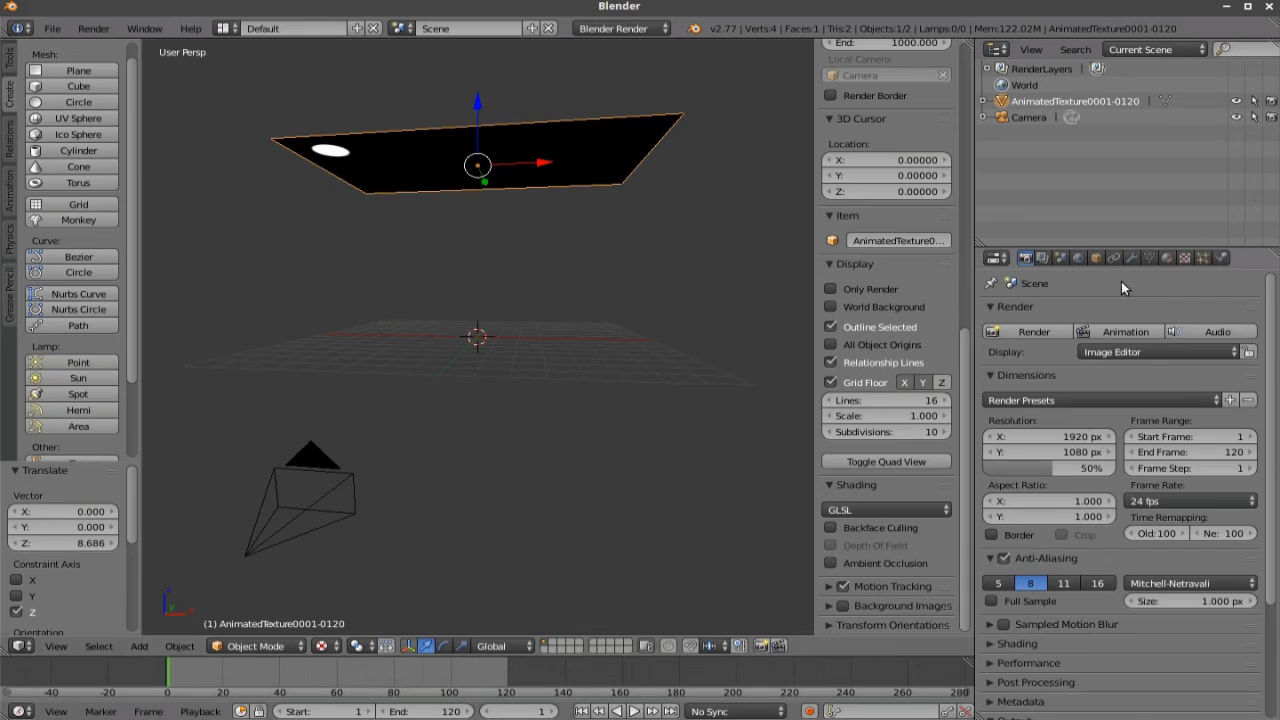 Blender
File Render Window Help Default Scene Blender Render v2.77 | Verts:4 | Faces:1 | Tris:2 | Objects:1/2 | Lamps:0/0 | Mem:122.02M | AnimatedTexture0001-0120
Tools
Create
Relations
Animation
Physics
Grease Pencil
Mesh:
Plane
Cube
Circle
UV Sphere
Ico Sphere
Cylinder
Cone
Torus
Grid
Monkey
Curve:
Bezier
Circle
Nurbs Curve
Nurbs Circle
Path
Lamp:
Point
Sun
Spot
Hemi
Area
Other:
Translate
Vector
X: 0.000
Y: 0.000
Z: 8.686
Constraint Axis
X
Y
Z
Orientation
User Persp
(1) AnimatedTexture0001-0120
End: 1000.000
Local Camera:
Camera
Render Border
3D Cursor
Location:
X: 0.00000
Y: 0.00000
Z: 0.00000
Item
AnimatedTexture0...
Display
Only Render
World Background
Outline Selected
All Object Origins
Relationship Lines
Grid Floor X Y Z
Lines: 16
Scale: 1.000
Subdivisions: 10
Toggle Quad View
Shading
GLSL
Backface Culling
Depth Of Field
Ambient Occlusion
Motion Tracking
Background Images
Transform Orientations
View Search Current Scene
RenderLayers
World
AnimatedTexture0001-0120
Camera
Scene
Render
Render Animation Audio
Display: Image Editor
Dimensions
Render Presets
Resolution: Frame Range:
X: 1920 px Start Frame: 1
Y: 1080 px End Frame: 120
50% Frame Step: 1
Aspect Ratio: Frame Rate:
X: 1.000 24 fps
Y: 1.000 Time Remapping:
Border Crop Old:100 Ne: 100
Anti-Aliasing
5 8 11 16 Mitchell-Netravali
Full Sample Size: 1.000 px
Sampled Motion Blur
Shading
Performance
Post Processing
Metadata
View Select Add Object Object Mode Global
-40 -20 0 20 40 60 80 100 120 140 160 180 200 220 240 260 280
View Marker Frame Playback Start: 1 End: 120 1 No Sync